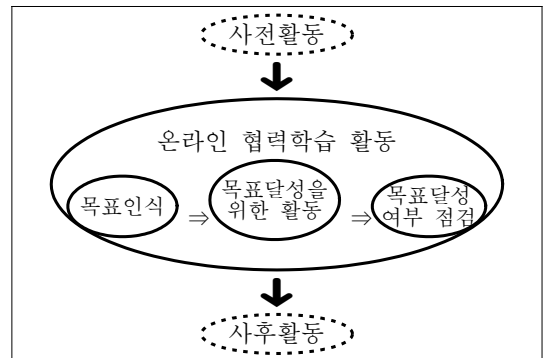 사전활동
온라인 협력학습 활동
목표인식
⇒
목표달성을
위한 활동
⇒
목표달성
여부 점검
사후활동